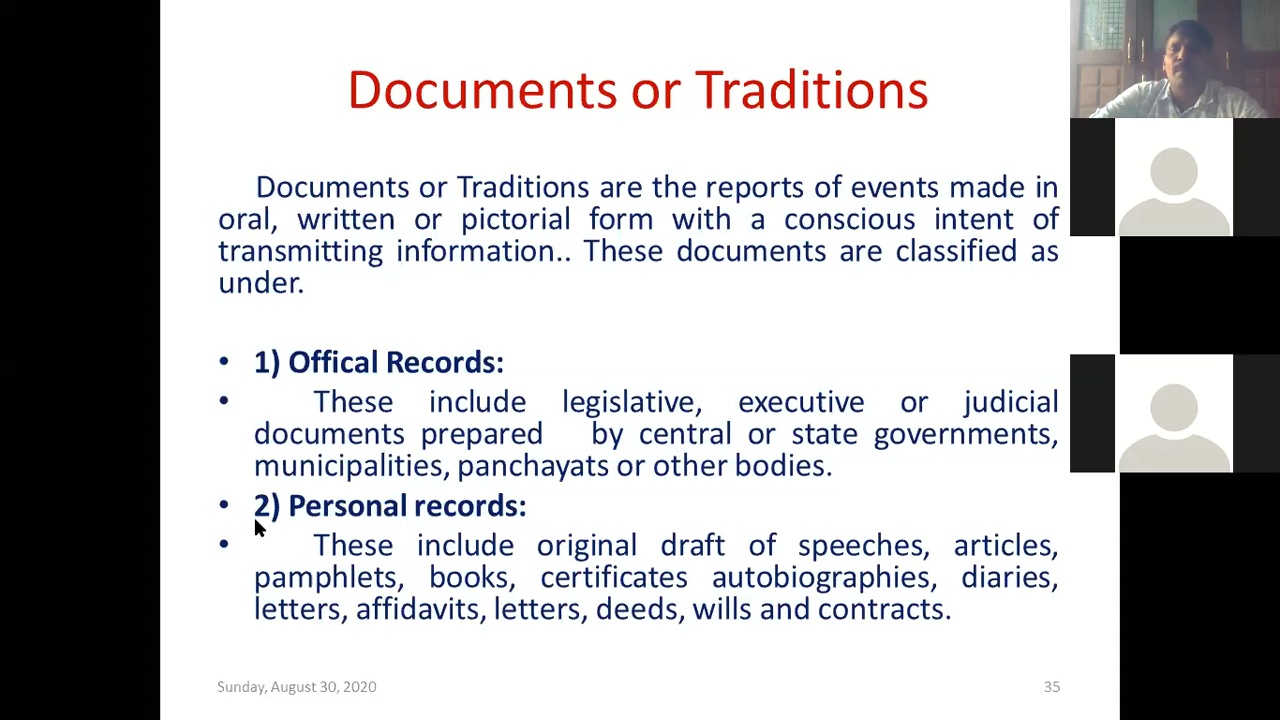 Documents or Traditions
Documents or Traditions are the reports of events made in
oral, written or pictorial form with a conscious intent of
transmitting information.. These documents are classified as
under.
• 1) Offical Records:
• These include legislative, executive or judicial
documents prepared by central or state governments,
municipalities, panchayats or other bodies.
• 2) Personal records:
• These include original draft of speeches, articles,
pamphlets, books, certificates autobiographies, diaries,
letters, affidavits, letters, deeds, wills and contracts.
Sunday, August 30, 2020
35